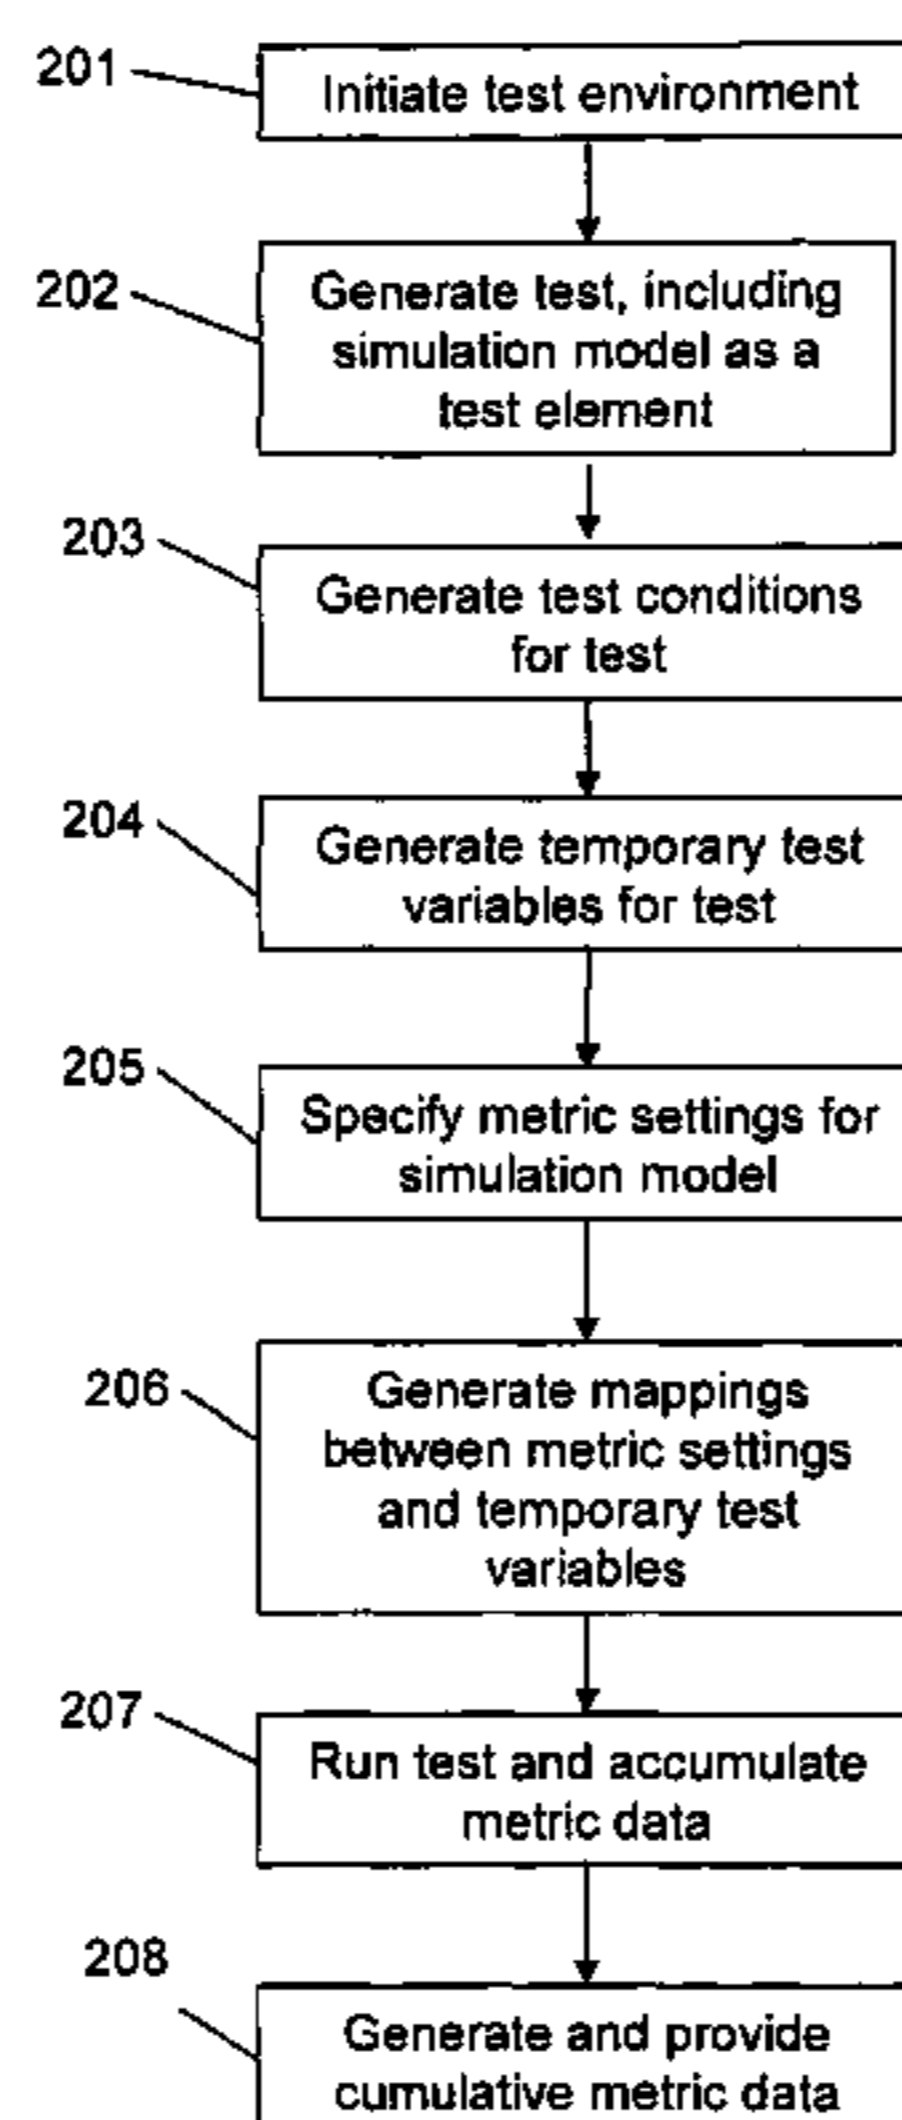 201
Initiate test environment
202
Generate test, including
simulation model as a
test element
203
Generate test conditions
for test
204
Generate temporary test
variables for test
205
Specify metric settings for
simulation model
206
Generate mappings
between metric settings
and temporary test
variables
207
Run test and accumulate
metric data
208
Generate and provide
cumulative metric data